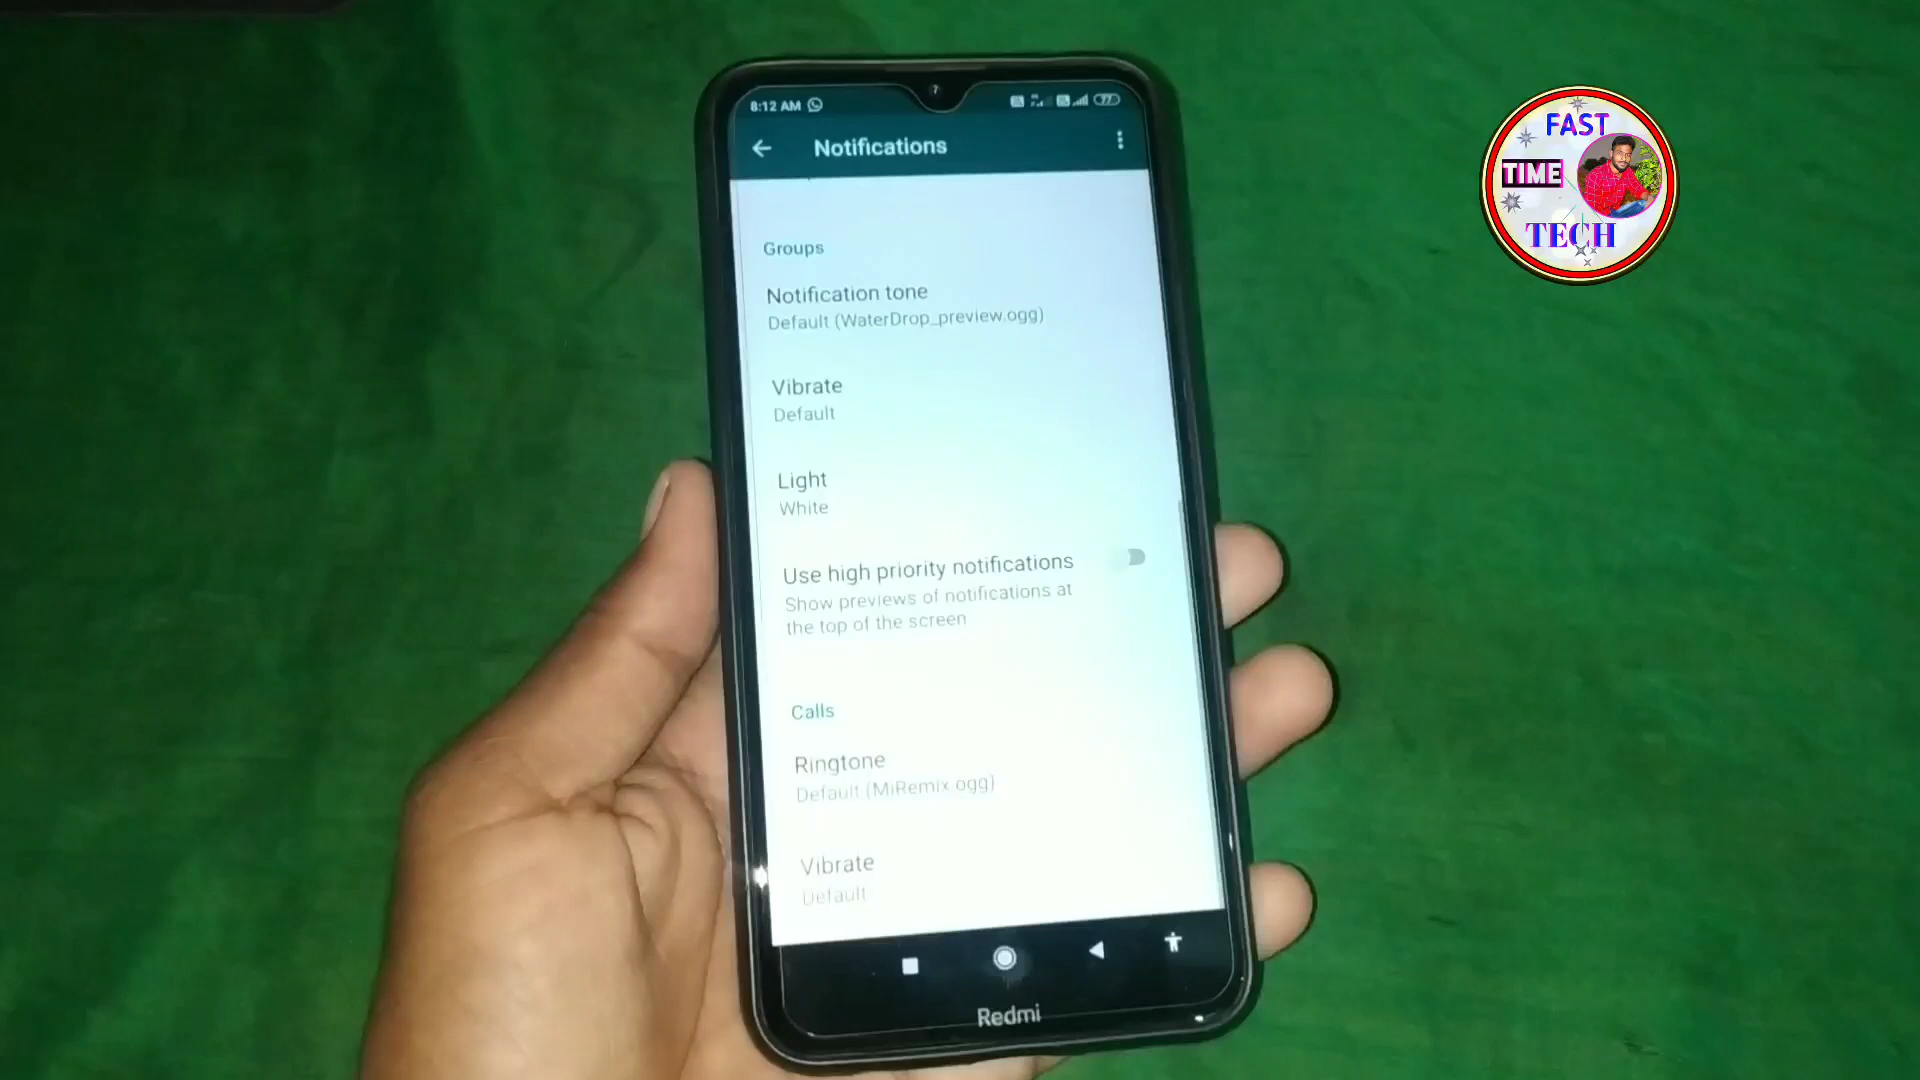 8:12 AM
77
Notifications
Groups
Notification tone
Default (WaterDrop_preview.ogg)
Vibrate
Default
Light
White
Use high priority notifications
Show previews of notifications at
the top of the screen
Calls
Ringtone
Default (MiRemix.ogg)
Vibrate
Default
Redmi
FAST
TIME
TECH